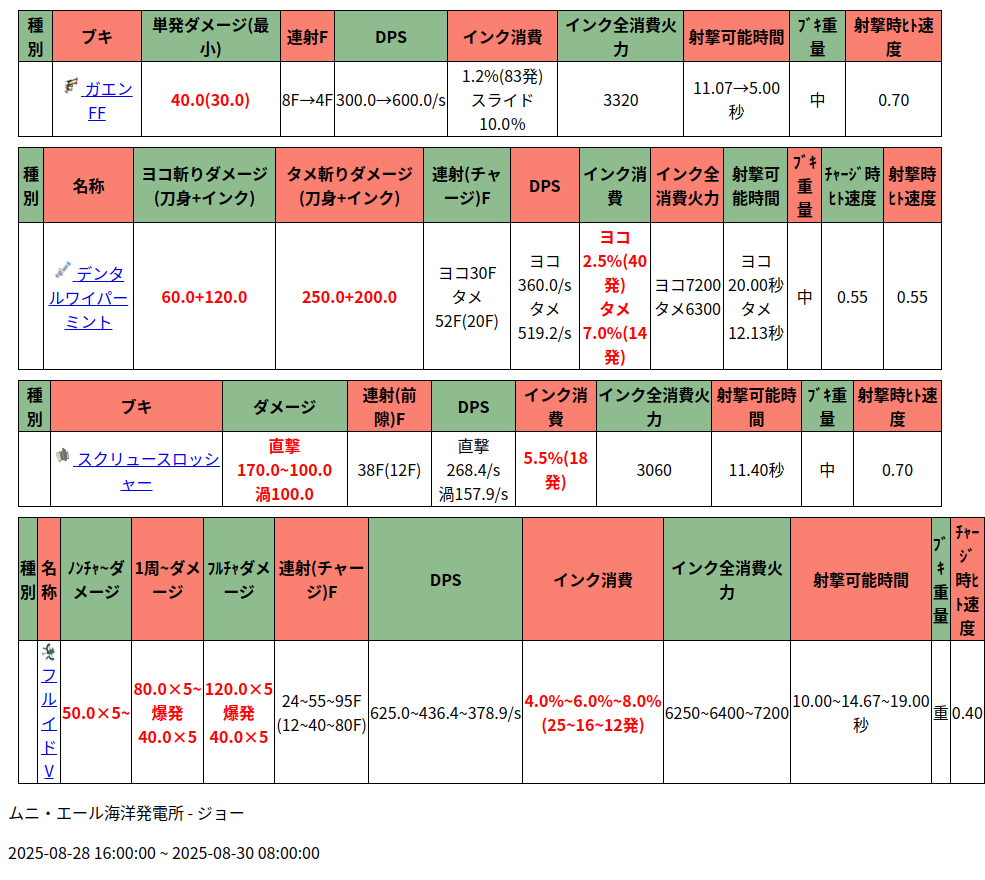 種別 ブキ 単発ダメージ(最小) 連射F DPS インク消費 インク全消費火力 射撃可能時間 ﾌﾞｷ重量 射撃時ﾋﾄ速度
ガエンFF 40.0(30.0) 8F→4F 300.0→600.0/s 1.2%(83発) スライド10.0% 3320 11.07→5.00秒 中 0.70
種別 名称 ヨコ斬りダメージ(刀身+インク) タメ斬りダメージ(刀身+インク) 連射(チャージ)F DPS インク消費 インク全消費火力 射撃可能時間 ﾌﾞｷ重量 ﾁｬｰｼﾞ時ﾋﾄ速度 射撃時ﾋﾄ速度
デンタルワイパーミント 60.0+120.0 250.0+200.0 ヨコ30F タメ52F(20F) ヨコ360.0/s タメ519.2/s ヨコ2.5%(40発) タメ7.0%(14発) ヨコ7200 タメ6300 ヨコ20.00秒 タメ12.13秒 中 0.55 0.55
種別 ブキ ダメージ 連射(前隙)F DPS インク消費 インク全消費火力 射撃可能時間 ﾌﾞｷ重量 射撃時ﾋﾄ速度
スクリュースロッシャー 直撃170.0~100.0 渦100.0 38F(12F) 直撃268.4/s 渦157.9/s 5.5%(18発) 3060 11.40秒 中 0.70
種別 名称 ﾉﾝﾁｬ~ダメージ 1周~ダメージ ﾌﾙﾁｬダメージ 連射(チャージ)F DPS インク消費 インク全消費火力 射撃可能時間 ﾌﾞｷ重量 ﾁｬｰｼﾞ時ﾋﾄ速度
フルイドV 50.0×5~ 80.0×5~ 爆発40.0×5 120.0×5 爆発40.0×5 24~55~95F (12~40~80F) 625.0~436.4~378.9/s 4.0%~6.0%~8.0% (25~16~12発) 6250~6400~7200 10.00~14.67~19.00秒 重 0.40
ムニ・エール海洋発電所 - ジョー
2025-08-28 16:00:00 ~ 2025-08-30 08:00:00